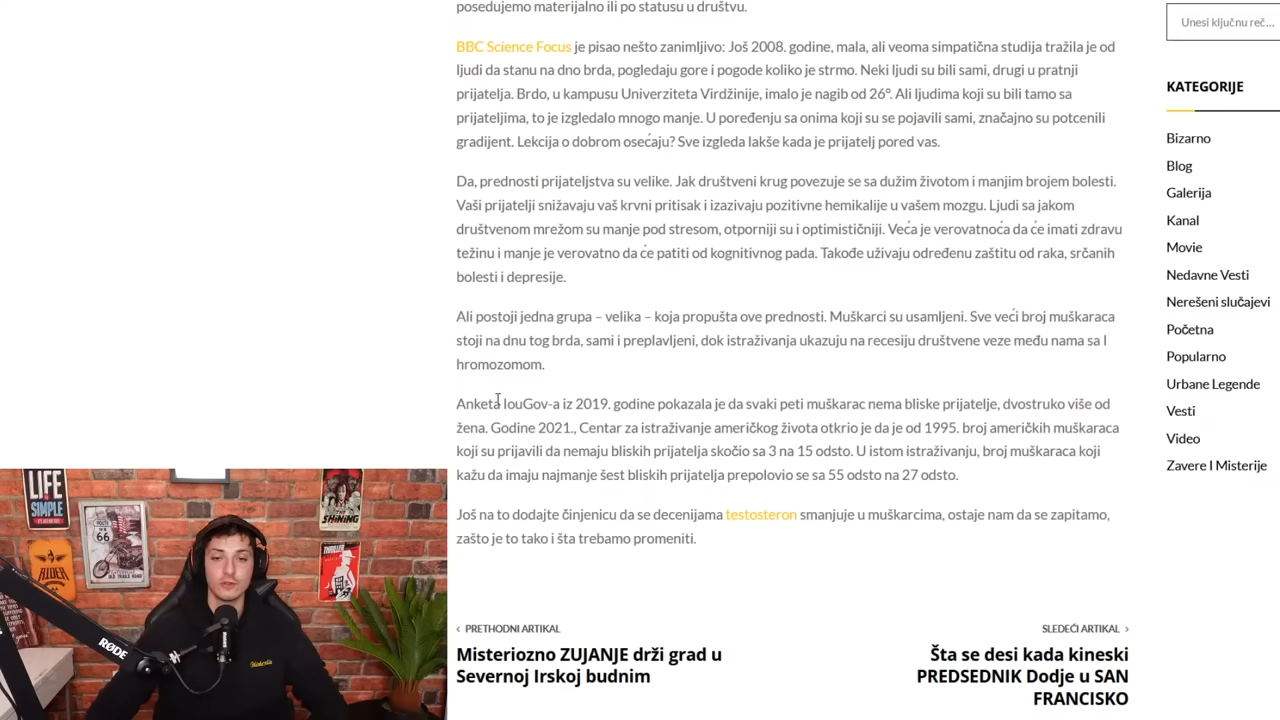 posedujemo materijalno ili po statusu u društvu.
BBC Science Focus je pisao nešto zanimljivo: Još 2008. godine, mala, ali veoma simpatična studija tražila je od
ljudi da stanu na dno brda, pogledaju gore i pogode koliko je strmo. Neki ljudi su bili sami, drugi u pratnji
prijatelja. Brdo, u kampusu Univerziteta Virdžinije, imalo je nagib od 26°. Ali ljudima koji su bili tamo sa
prijateljima, to je izgledalo mnogo manje. U poređenju sa onima koji su se pojavili sami, značajno su potcenili
gradijent. Lekcija o dobrom osećaju? Sve izgleda lakše kada je prijatelj pored vas.
Da, prednosti prijateljstva su velike. Jak društveni krug povezuje se sa dužim životom i manjim brojem bolesti.
Vaši prijatelji snižavaju vaš krvni pritisak i izazivaju pozitivne hemikalije u vašem mozgu. Ljudi sa jakom
društvenom mrežom su manje pod stresom, otporniji su i optimističniji. Veća je verovatnoća da će imati zdravu
težinu i manje je verovatno da će patiti od kognitivnog pada. Takođe uživaju određenu zaštitu od raka, srčanih
bolesti i depresije.
Ali postoji jedna grupa – velika – koja propušta ove prednosti. Muškarci su usamljeni. Sve veći broj muškaraca
stoji na dnu tog brda, sami i preplavljeni, dok istraživanja ukazuju na recesiju društvene veze među nama sa I
hromozomom.
Anketa IouGov-a iz 2019. godine pokazala je da svaki peti muškarac nema bliske prijatelje, dvostruko više od
žena. Godine 2021., Centar za istraživanje američkog života otkrio je da je od 1995. broj američkih muškaraca
koji su prijavili da nemaju bliskih prijatelja skočio sa 3 na 15 odsto. U istom istraživanju, broj muškaraca koji
kažu da imaju najmanje šest bliskih prijatelja prepolovio se sa 55 odsto na 27 odsto.
Još na to dodajte činjenicu da se decenijama testosteron smanjuje u muškarcima, ostaje nam da se zapitamo,
zašto je to tako i šta trebamo promeniti.
‹ PRETHODNI ARTIKAL
Misteriozno ZUJANJE drži grad u
Severnoj Irskoj budnim
SLEDEĆI ARTIKAL ›
Šta se desi kada kineski
PREDSEDNIK Dodje u SAN
FRANCISKO
Unesi ključnu reč...
KATEGORIJE
Bizarno
Blog
Galerija
Kanal
Movie
Nedavne Vesti
Nerešeni slučajevi
Početna
Popularno
Urbane Legende
Vesti
Video
Zavere I Misterije
LIFE
SIMPLE
ROUTE
66
RIDER
The
SHINING
THRILLER
RØDE